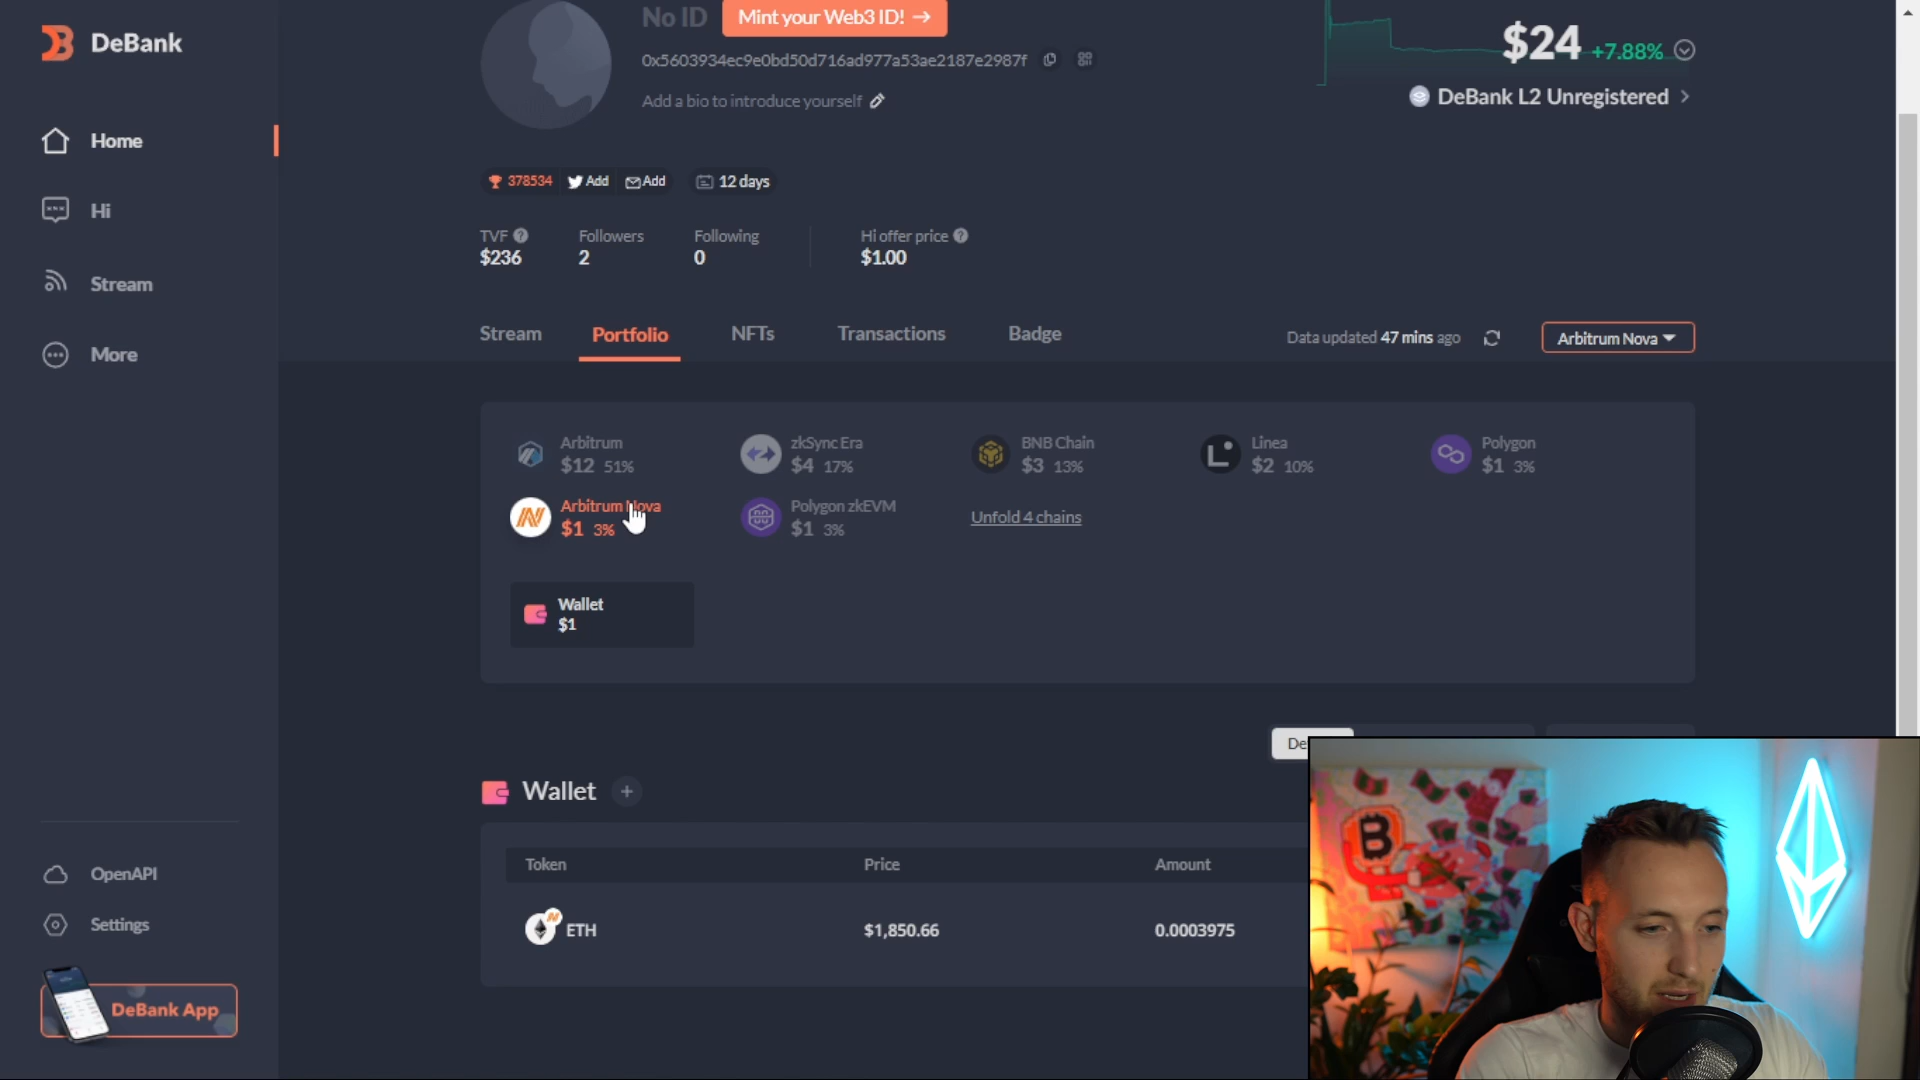 DeBank
Home
Hi
Stream
More
OpenAPI
Settings
DeBank App
No ID
Mint your Web3 ID! →
0x5603934ec9e0bd50d716ad977a53ae2187e2987f
Add a bio to introduce yourself
$24 +7.88%
DeBank L2 Unregistered
378534 Add Add 12 days
TVF Followers Following Hi offer price
$236 2 0 $1.00
Stream Portfolio NFTs Transactions Badge
Data updated 47 mins ago
Arbitrum Nova
Arbitrum
$12 51%
zkSync Era
$4 17%
BNB Chain
$3 13%
Linea
$2 10%
Polygon
$1 3%
Arbitrum Nova
$1 3%
Polygon zkEVM
$1 3%
Unfold 4 chains
Wallet
$1
Wallet +
Token Price Amount
ETH $1,850.66 0.0003975